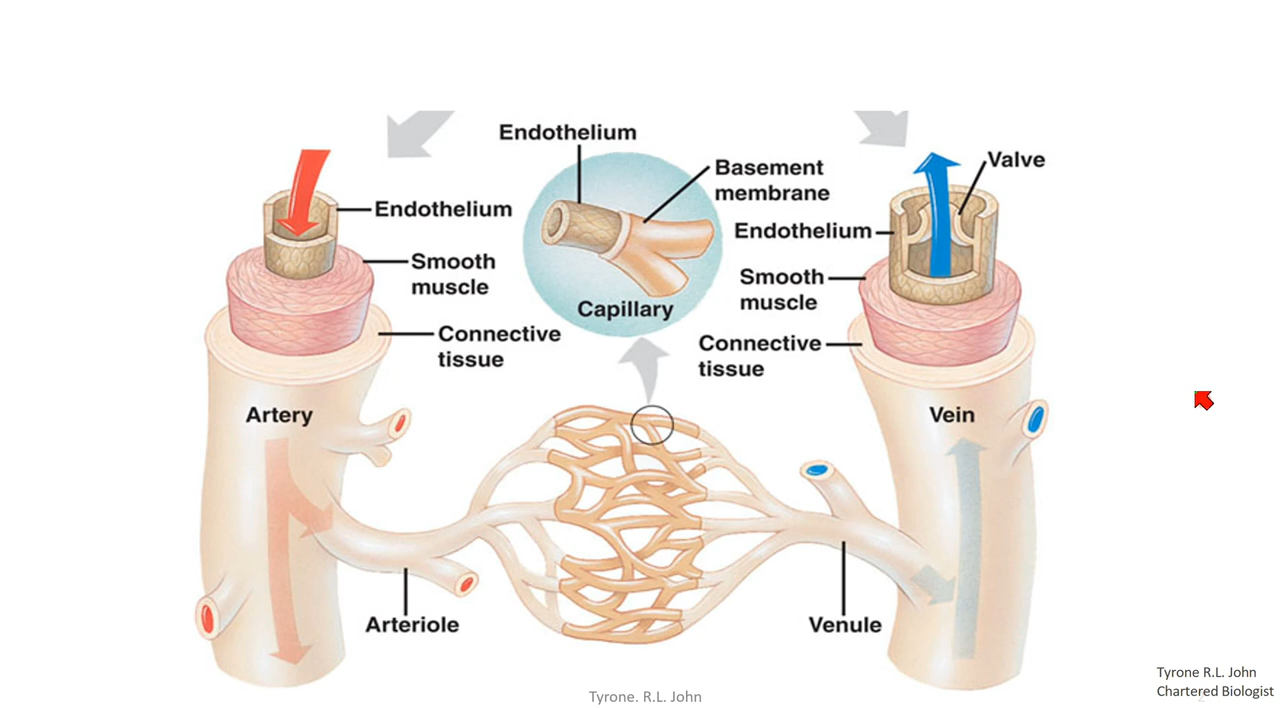 Endothelium
Basement
membrane
Valve
Endothelium
Endothelium
Smooth
muscle
Smooth
muscle
Capillary
Connective
tissue
Connective
tissue
Artery
Vein
Arteriole
Venule
Tyrone R.L. John
Chartered Biologist
Tyrone. R.L. John